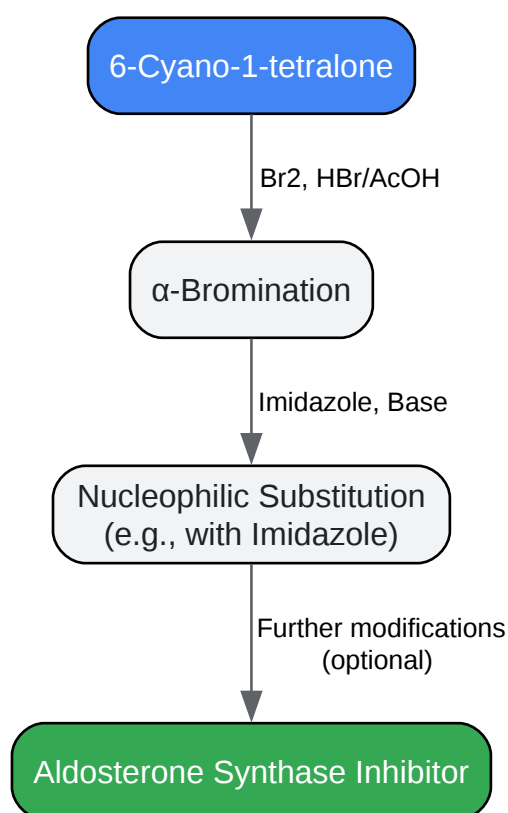 6-Cyano-1-tetralone
Br2, HBr/AcOH
α-Bromination
Imidazole, Base
Nucleophilic Substitution
(e.g., with Imidazole)
Further modifications
(optional)
Aldosterone Synthase Inhibitor